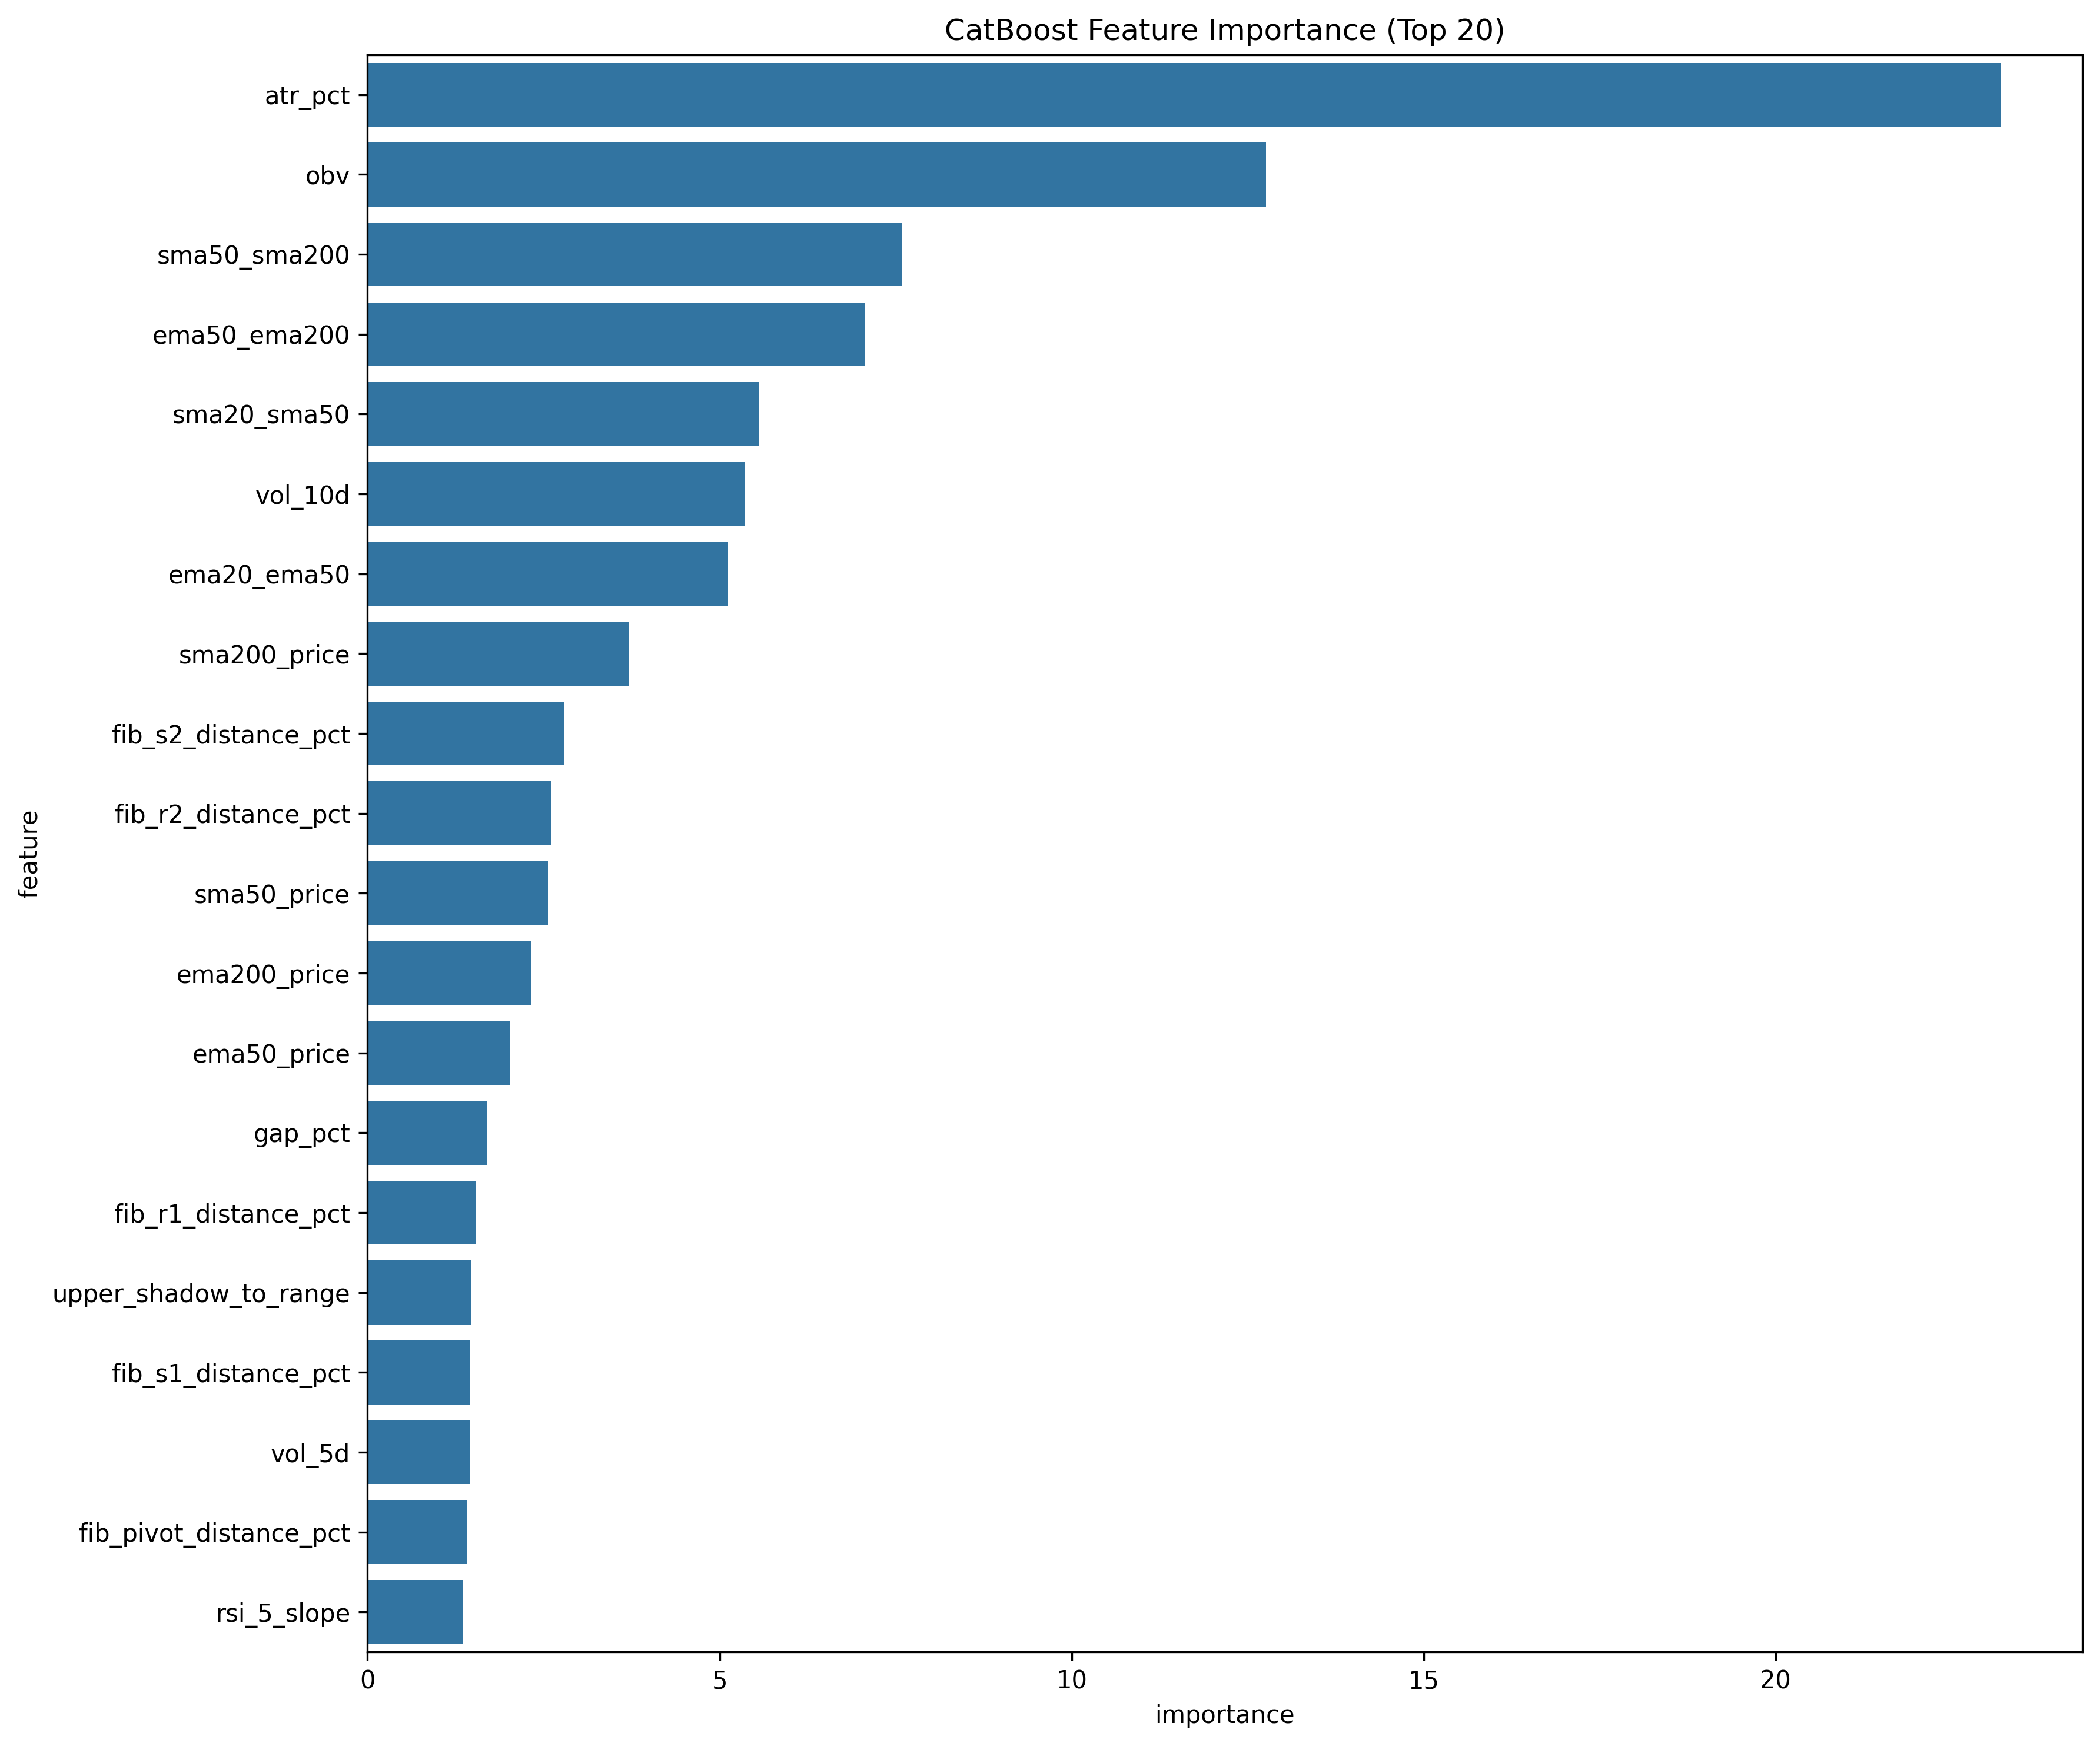 CatBoost Feature Importance (Top 20)
atr_pct
obv
sma50_sma200
ema50_ema200
sma20_sma50
vol_10d
ema20_ema50
sma200_price
fib_s2_distance_pct
fib_r2_distance_pct
sma50_price
ema200_price
ema50_price
gap_pct
fib_r1_distance_pct
upper_shadow_to_range
fib_s1_distance_pct
vol_5d
fib_pivot_distance_pct
rsi_5_slope
feature
0 5 10 15 20
importance